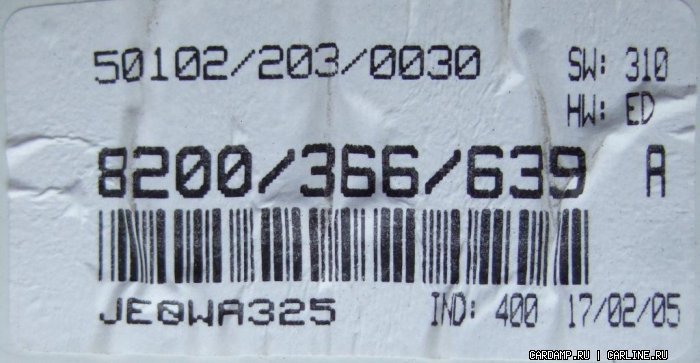 50102/203/0030 SW: 310
HW: ED
8200/366/639 A
JE0WA325 IND: 400 17/02/05
CARDAMP.RU | CARLINE.RU